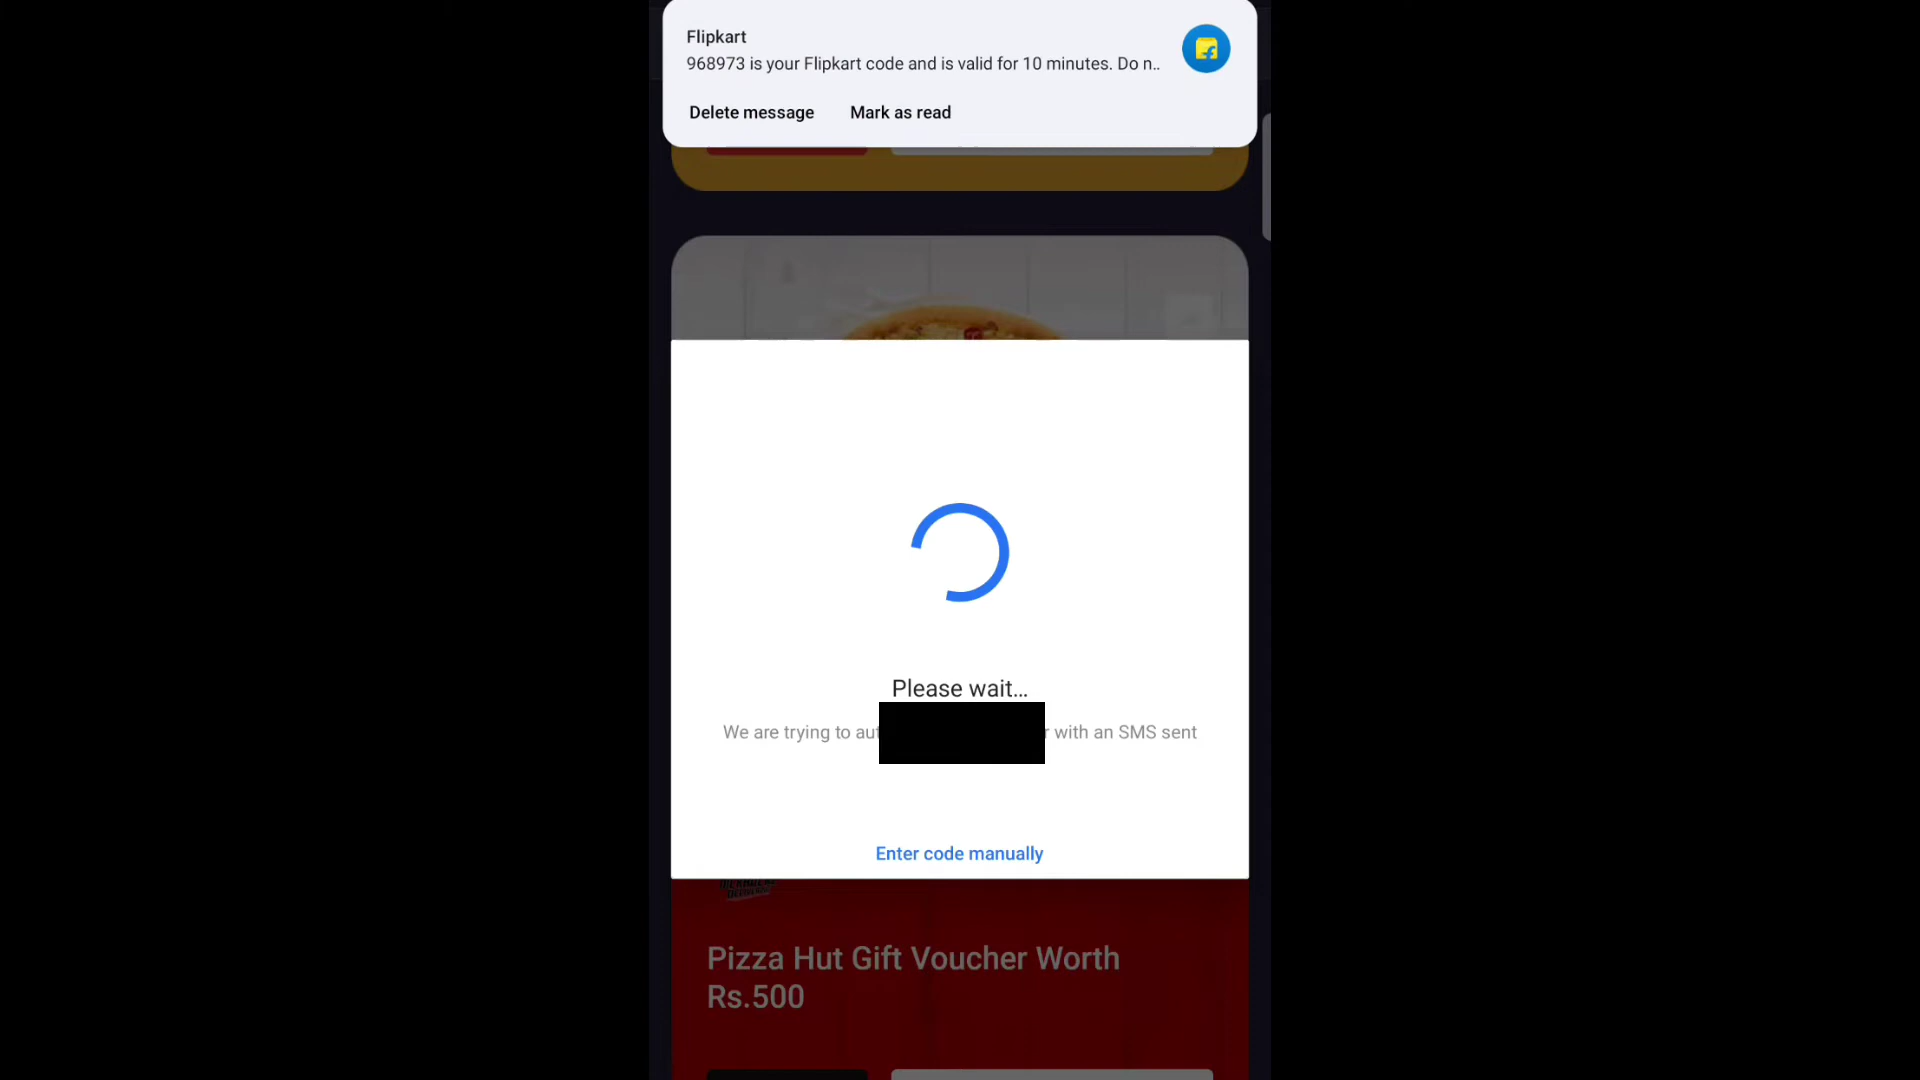 Flipkart
968973 is your Flipkart code and is valid for 10 minutes. Do n..
Delete message
Mark as read
Please wait...
We are trying to aut
r with an SMS sent
Enter code manually
Pizza Hut Gift Voucher Worth
Rs.500